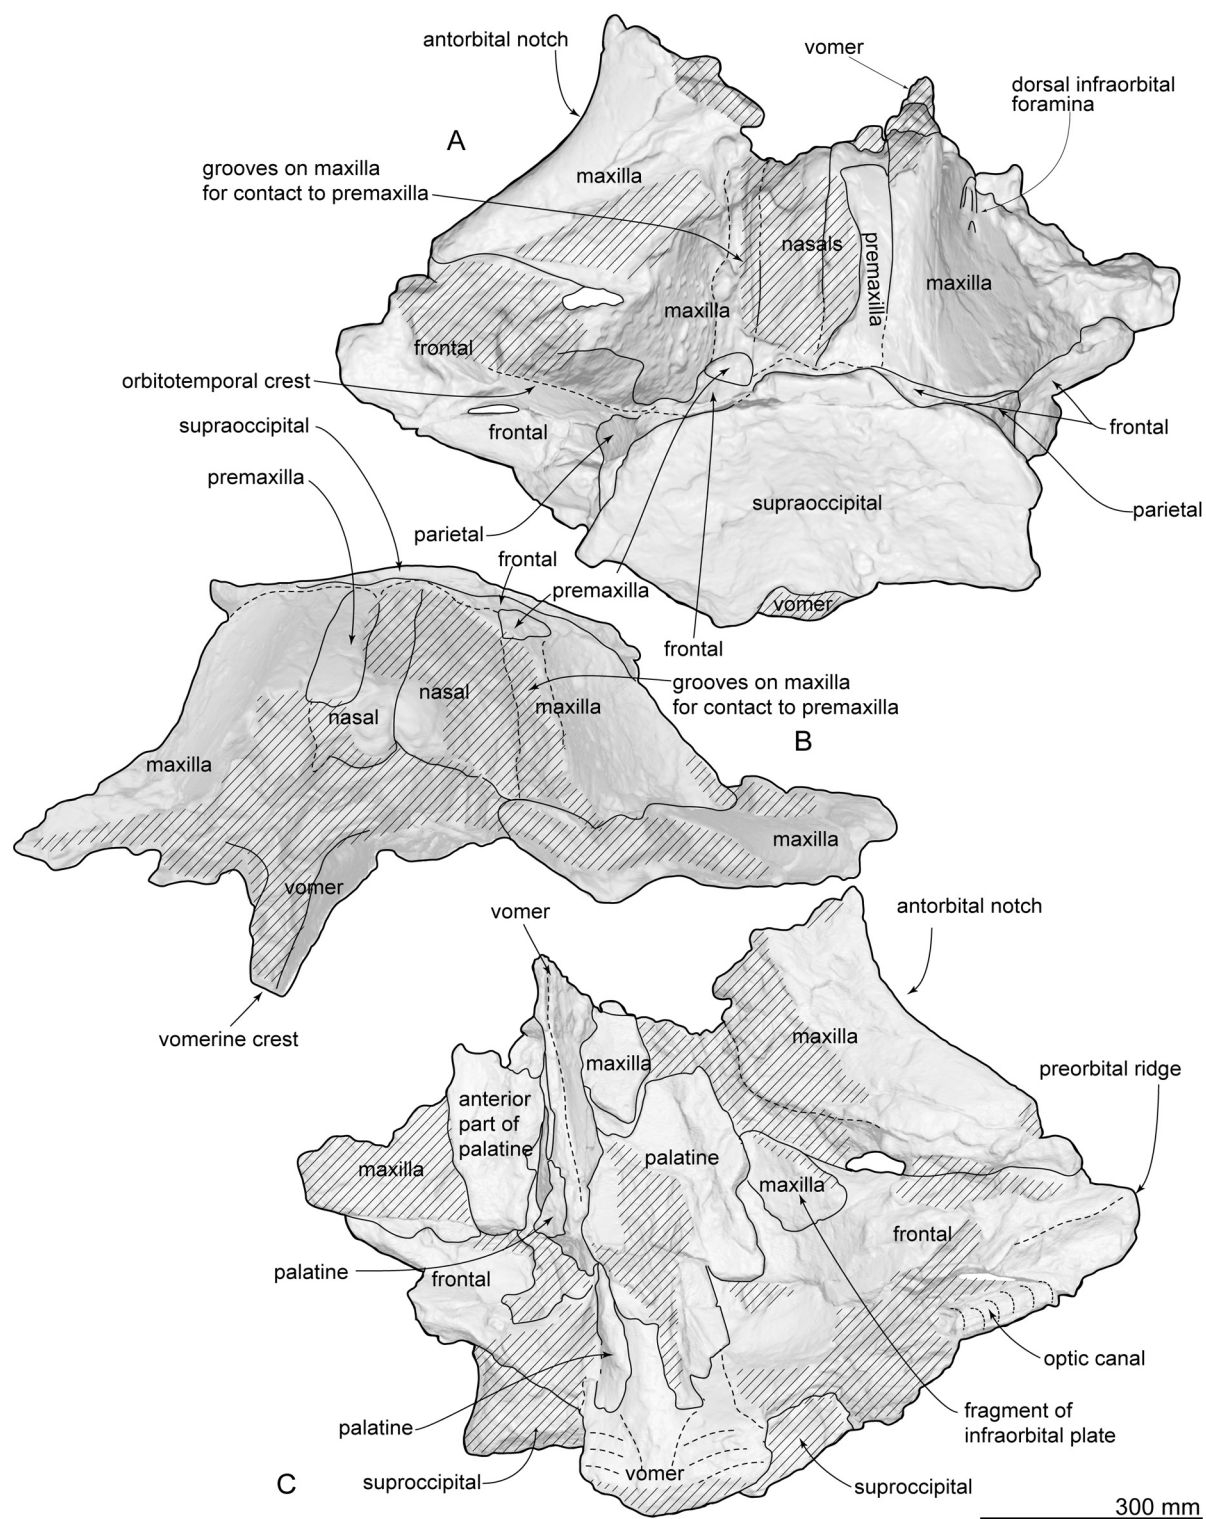 antorbital notch
vomer
dorsal infraorbital
foramina
A
grooves on maxilla
for contact to premaxilla
maxilla
nasals
premaxilla
maxilla
maxilla
frontal
orbitotemporal crest
supraoccipital
frontal
frontal
premaxilla
supraoccipital
parietal
parietal
frontal
premaxilla
vomer
frontal
grooves on maxilla
for contact to premaxilla
nasal
maxilla
nasal
B
maxilla
maxilla
vomer
antorbital notch
vomer
vomerine crest
maxilla
maxilla
preorbital ridge
anterior
part of
palatine
palatine
maxilla
maxilla
frontal
palatine
frontal
optic canal
fragment of
infraorbital plate
palatine
vomer
suproccipital
C
suproccipital
300 mm